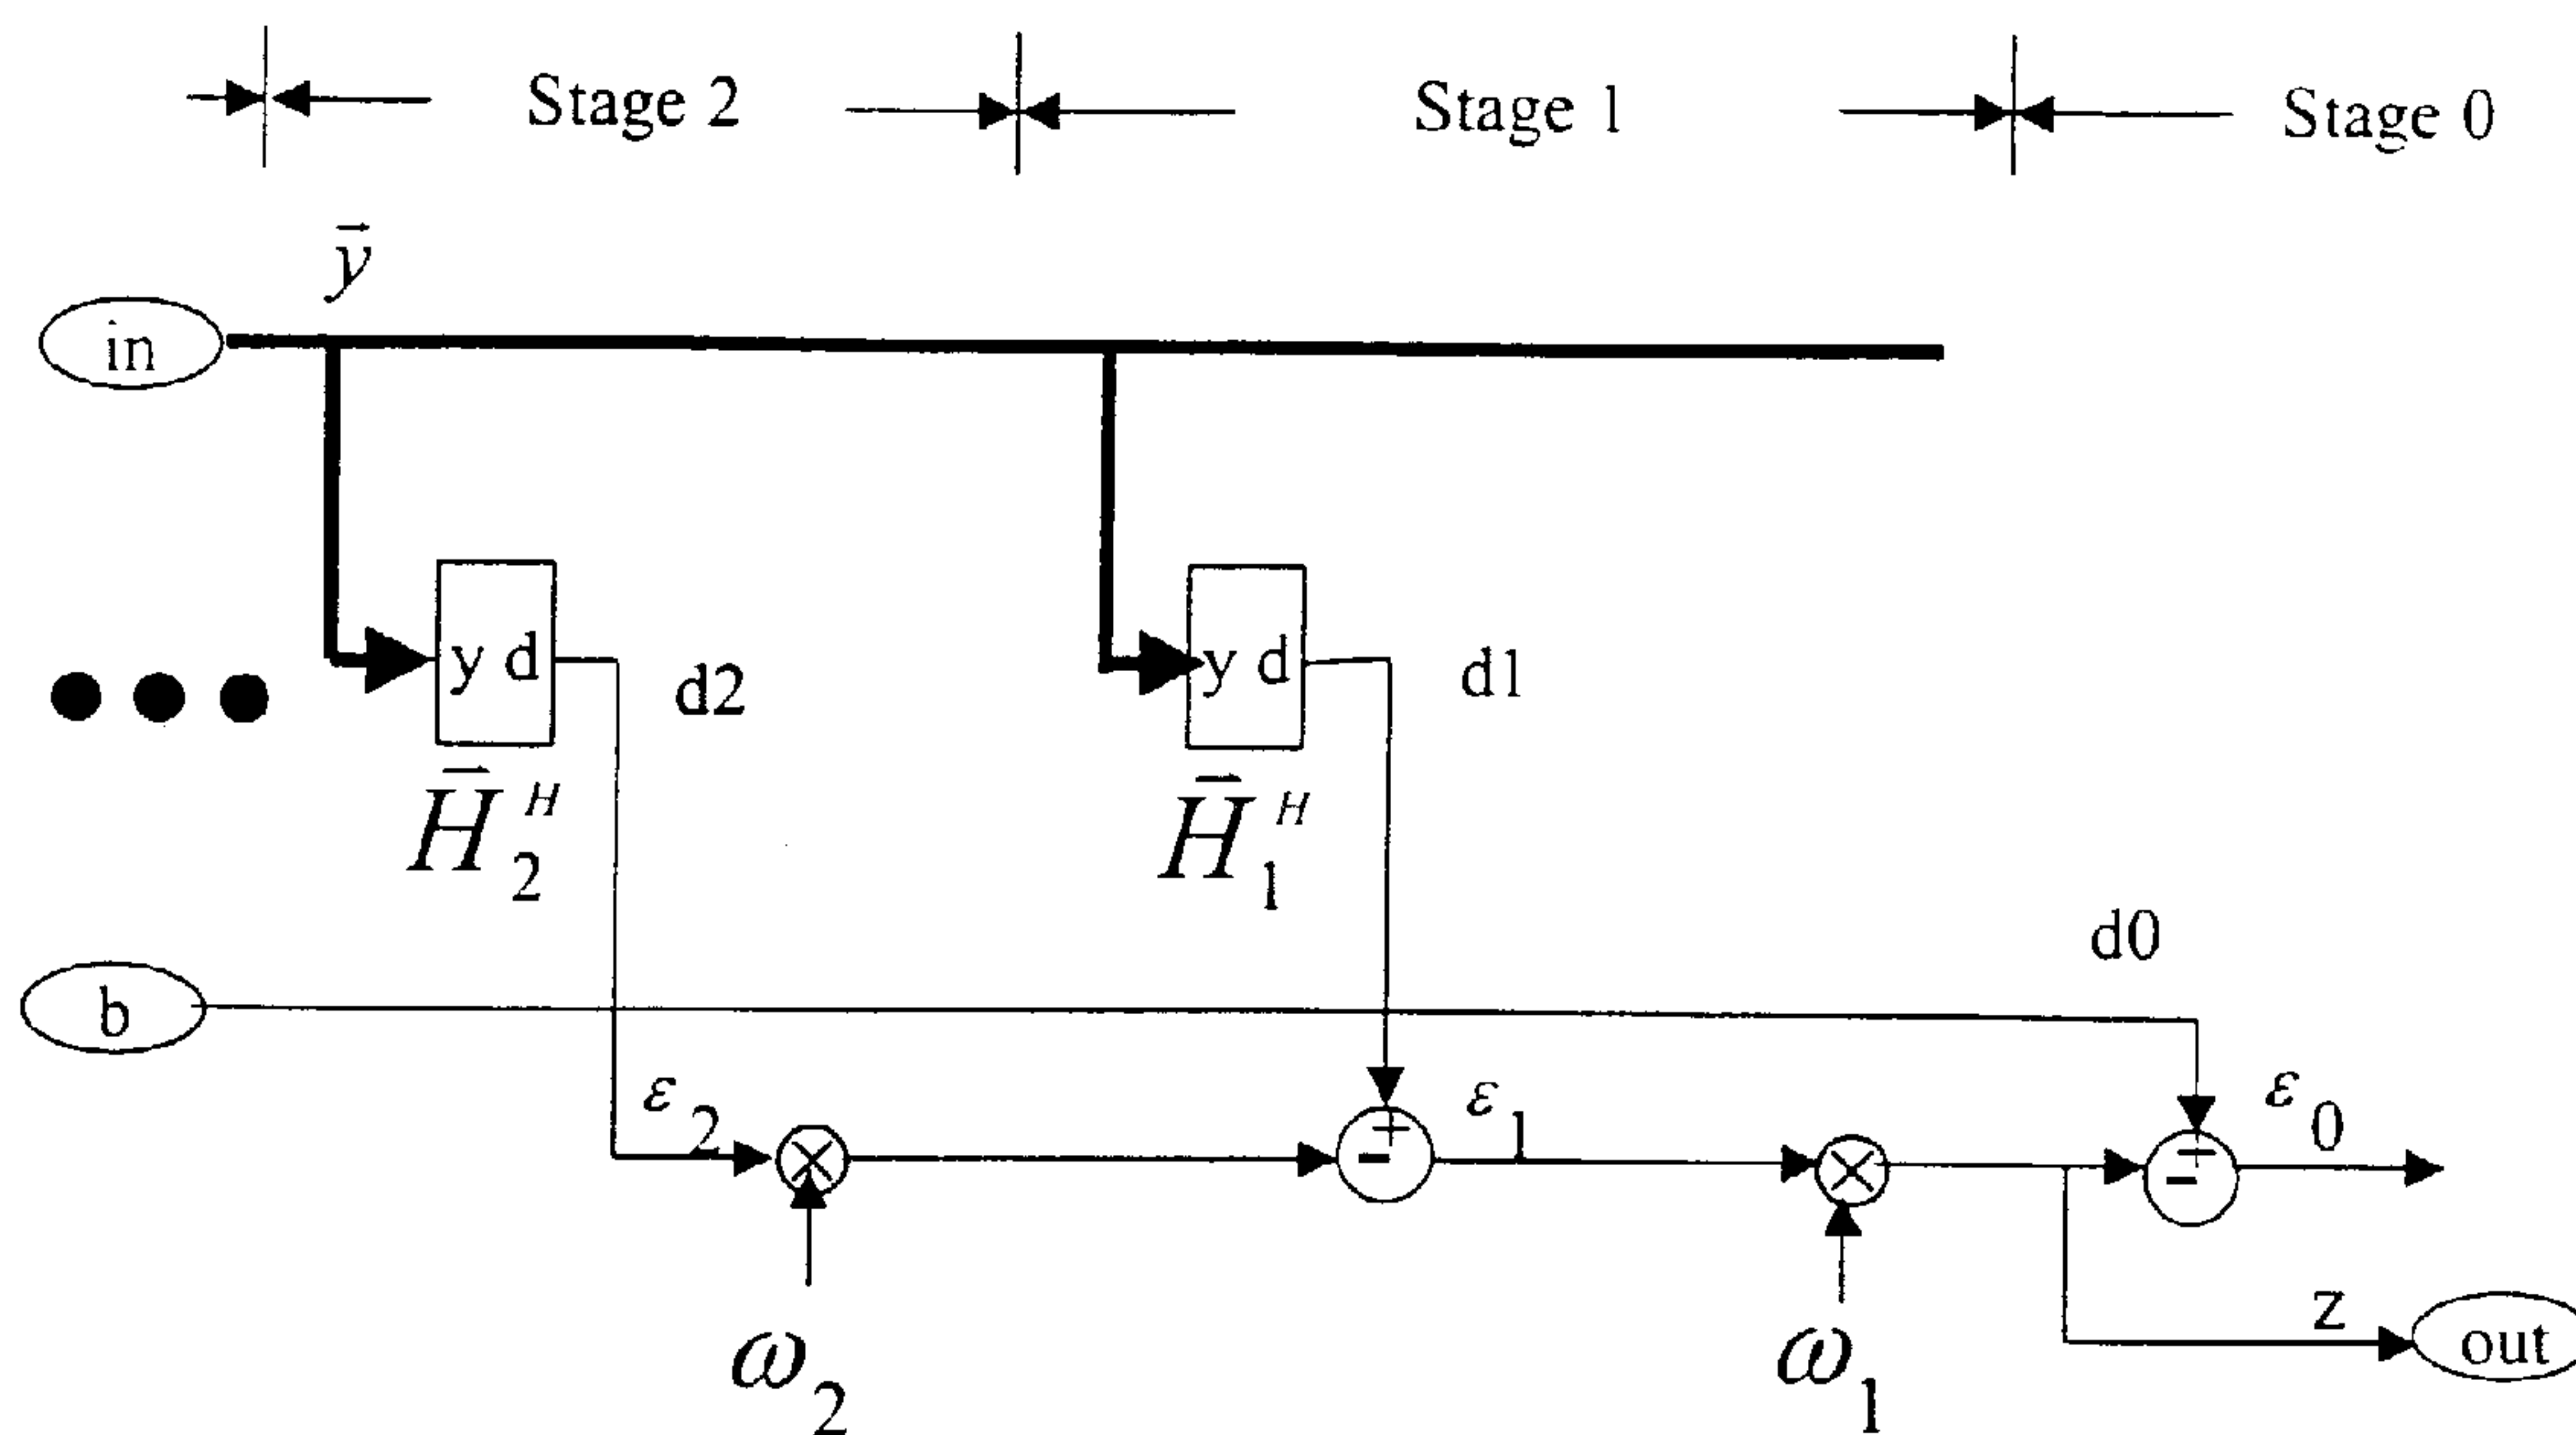 Stage 2 Stage 1 Stage 0
y⃗
in
y d
d2
y d
d1
H⃗₂ᴴ
H⃗₁ᴴ
d0
b
ε₂
+
-
ε₁
+
-
ε₀
z
out
ω₂
ω₁